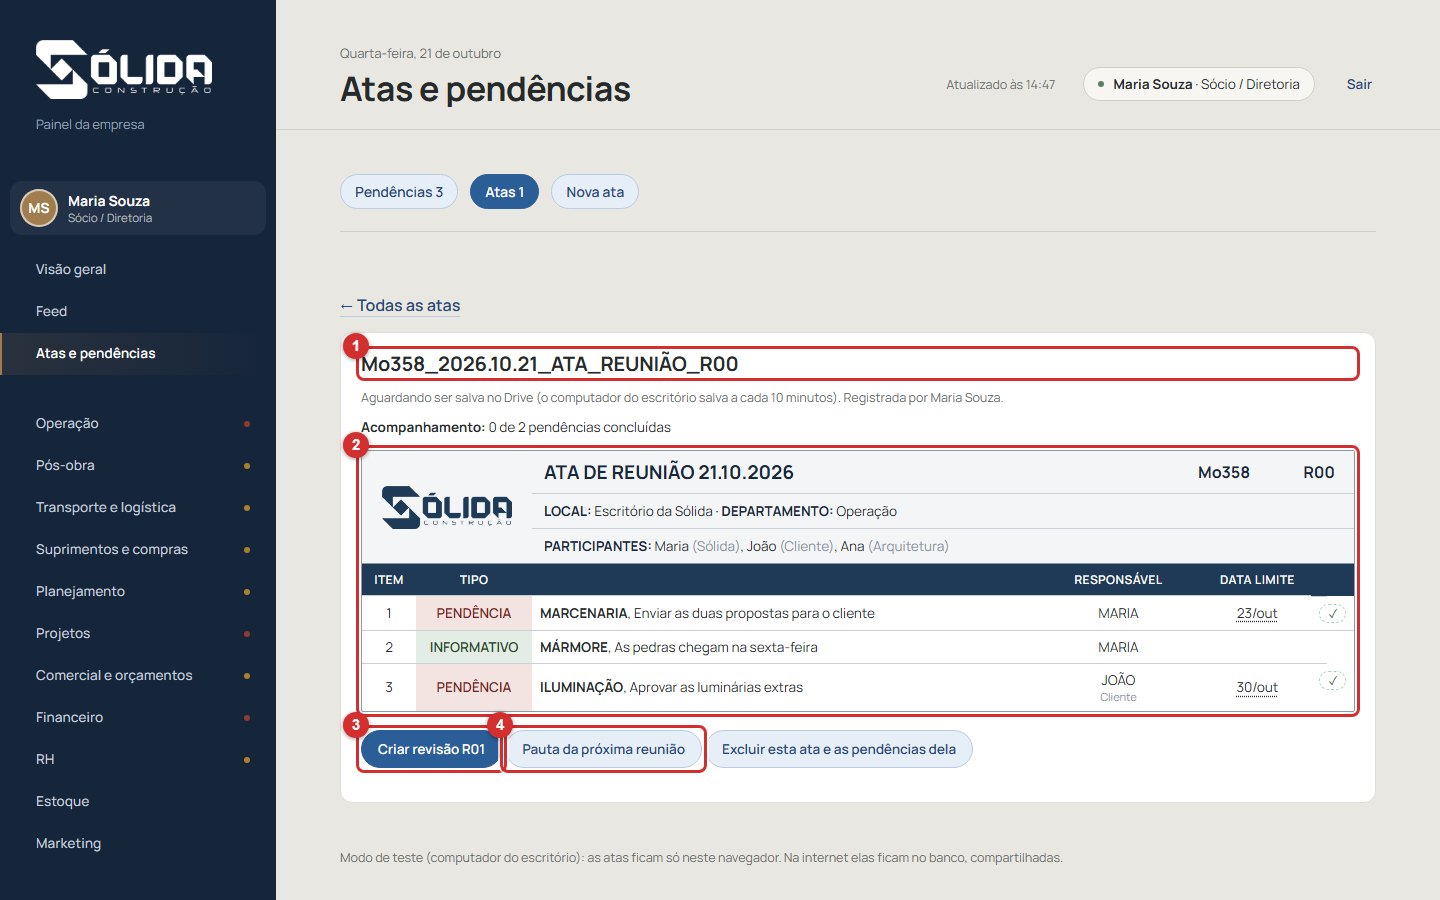 SÓLIDA
CONSTRUÇÃO
Painel da empresa
MS
Maria Souza
Sócio / Diretoria
Visão geral
Feed
Atas e pendências
Operação
Pós-obra
Transporte e logística
Suprimentos e compras
Planejamento
Projetos
Comercial e orçamentos
Financeiro
RH
Estoque
Marketing
Quarta-feira, 21 de outubro
Atas e pendências
Atualizado às 14:47
Maria Souza · Sócio / Diretoria
Sair
Pendências 3
Atas 1
Nova ata
← Todas as atas
1
Mo358_2026.10.21_ATA_REUNIÃO_R00
Aguardando ser salva no Drive (o computador do escritório salva a cada 10 minutos). Registrada por Maria Souza.
Acompanhamento: 0 de 2 pendências concluídas
2
SÓLIDA
CONSTRUÇÃO
ATA DE REUNIÃO 21.10.2026 Mo358 R00
LOCAL: Escritório da Sólida · DEPARTAMENTO: Operação
PARTICIPANTES: Maria (Sólida), João (Cliente), Ana (Arquitetura)
ITEM TIPO RESPONSÁVEL DATA LIMITE
1 PENDÊNCIA MARCENARIA, Enviar as duas propostas para o cliente MARIA 23/out ✓
2 INFORMATIVO MÁRMORE, As pedras chegam na sexta-feira MARIA
3 PENDÊNCIA ILUMINAÇÃO, Aprovar as luminárias extras JOÃO 30/out ✓
Cliente
3
Criar revisão R01
4
Pauta da próxima reunião
Excluir esta ata e as pendências dela
Modo de teste (computador do escritório): as atas ficam só neste navegador. Na internet elas ficam no banco, compartilhadas.